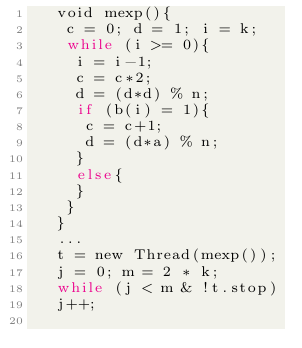 1 void mexp(){
2 c = 0; d = 1; i = k;
3 while (i >= 0){
4 i = i-1;
5 c = c*2;
6 d = (d*d) % n;
7 if (b(i) = 1){
8 c = c+1;
9 d = (d*a) % n;
10 }
11 else{
12 }
13 }
14 }
15 ...
16 t = new Thread(mexp());
17 j = 0; m = 2 * k;
18 while (j < m & !t.stop)
19 j++;
20